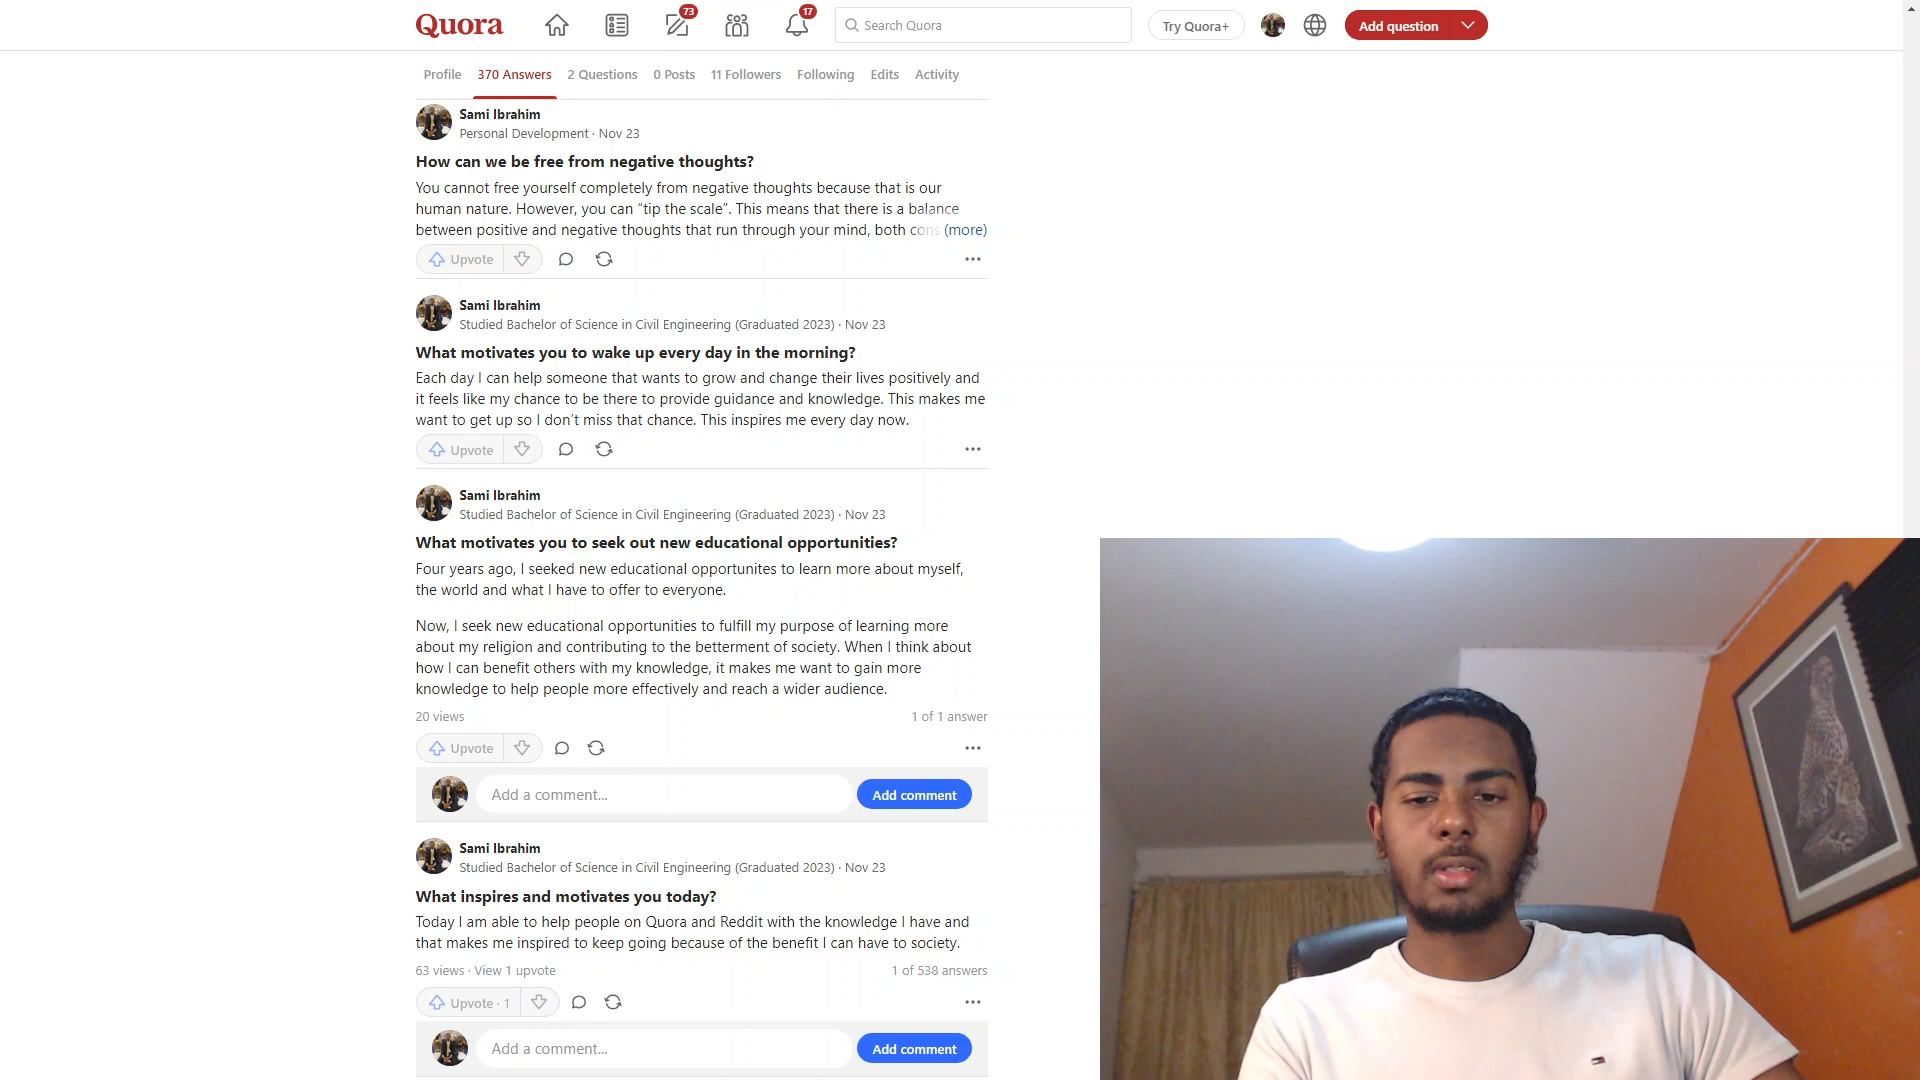 Quora
73
17
Search Quora
Try Quora+
Add question
Profile
370 Answers
2 Questions
0 Posts
11 Followers
Following
Edits
Activity
Sami Ibrahim
Personal Development · Nov 23
How can we be free from negative thoughts?
You cannot free yourself completely from negative thoughts because that is our
human nature. However, you can “tip the scale”. This means that there is a balance
between positive and negative thoughts that run through your mind, both cons (more)
Upvote
Sami Ibrahim
Studied Bachelor of Science in Civil Engineering (Graduated 2023) · Nov 23
What motivates you to wake up every day in the morning?
Each day I can help someone that wants to grow and change their lives positively and
it feels like my chance to be there to provide guidance and knowledge. This makes me
want to get up so I don’t miss that chance. This inspires me every day now.
Upvote
Sami Ibrahim
Studied Bachelor of Science in Civil Engineering (Graduated 2023) · Nov 23
What motivates you to seek out new educational opportunities?
Four years ago, I seeked new educational opportunites to learn more about myself,
the world and what I have to offer to everyone.
Now, I seek new educational opportunities to fulfill my purpose of learning more
about my religion and contributing to the betterment of society. When I think about
how I can benefit others with my knowledge, it makes me want to gain more
knowledge to help people more effectively and reach a wider audience.
20 views
1 of 1 answer
Upvote
Add a comment...
Add comment
Sami Ibrahim
Studied Bachelor of Science in Civil Engineering (Graduated 2023) · Nov 23
What inspires and motivates you today?
Today I am able to help people on Quora and Reddit with the knowledge I have and
that makes me inspired to keep going because of the benefit I can have to society.
63 views · View 1 upvote
1 of 538 answers
Upvote · 1
Add a comment...
Add comment